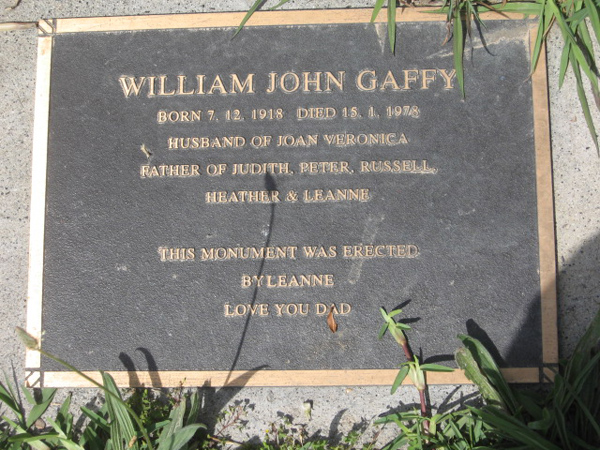 WILLIAM JOHN GAFFY
BORN 7. 12. 1918 DIED 15. 1. 1978
HUSBAND OF JOAN VERONICA
FATHER OF JUDITH, PETER, RUSSELL,
HEATHER & LEANNE
THIS MONUMENT WAS ERECTED
BY LEANNE
LOVE YOU DAD